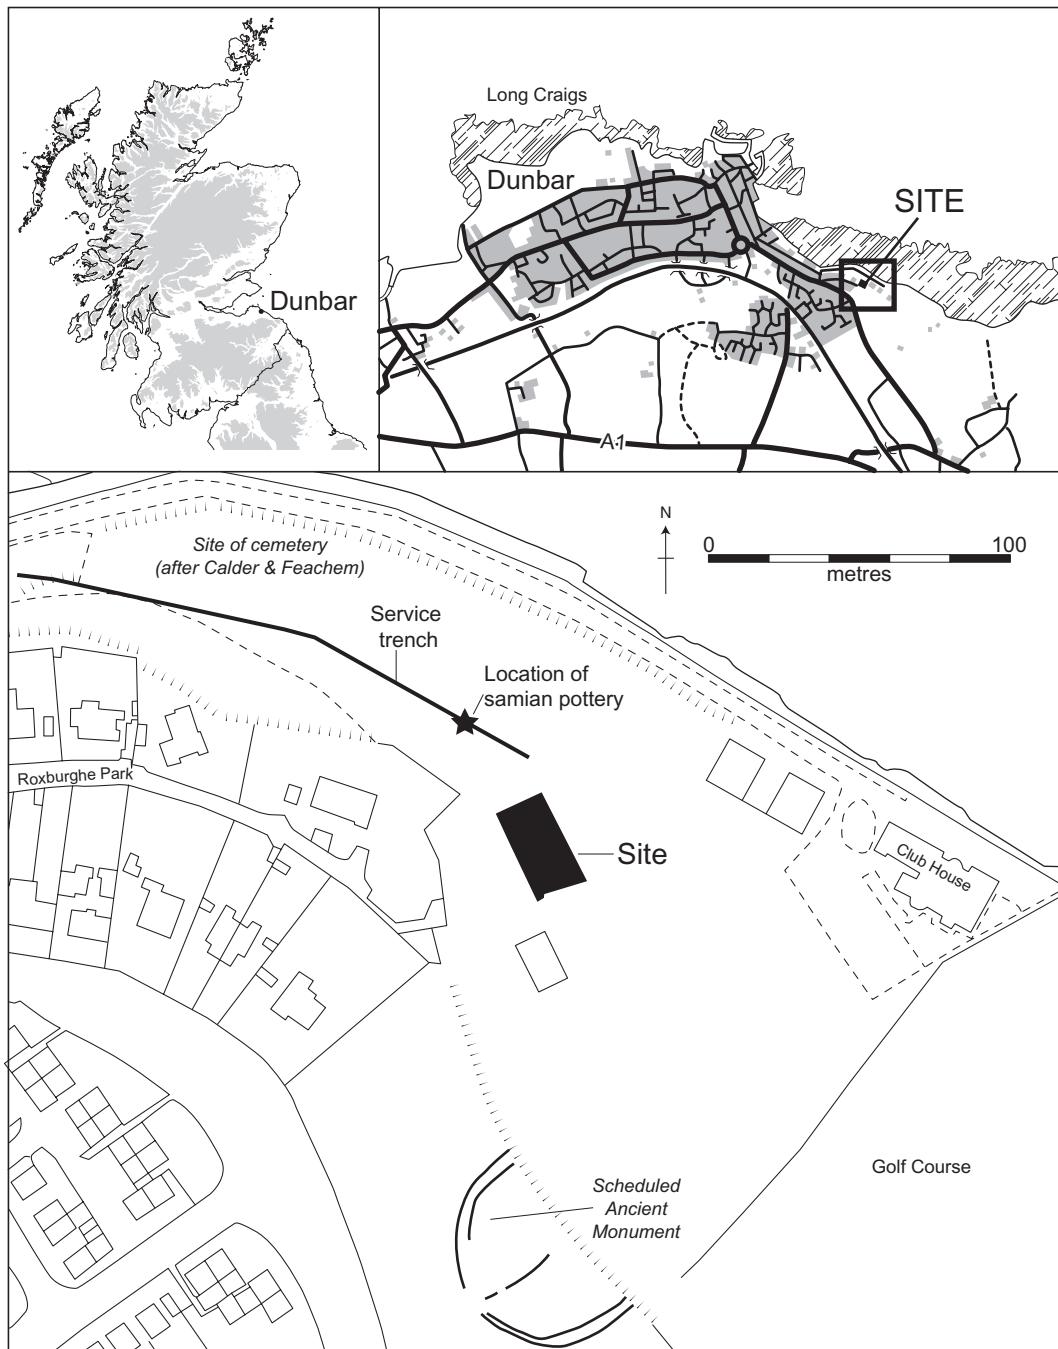 Dunbar
Long Craigs
Dunbar
SITE
A1
Site of cemetery
(after Calder & Feachem)
N
0
100
metres
Service
trench
Location of
samian pottery
Roxburghe Park
Site
Club House
Golf Course
Scheduled
Ancient
Monument